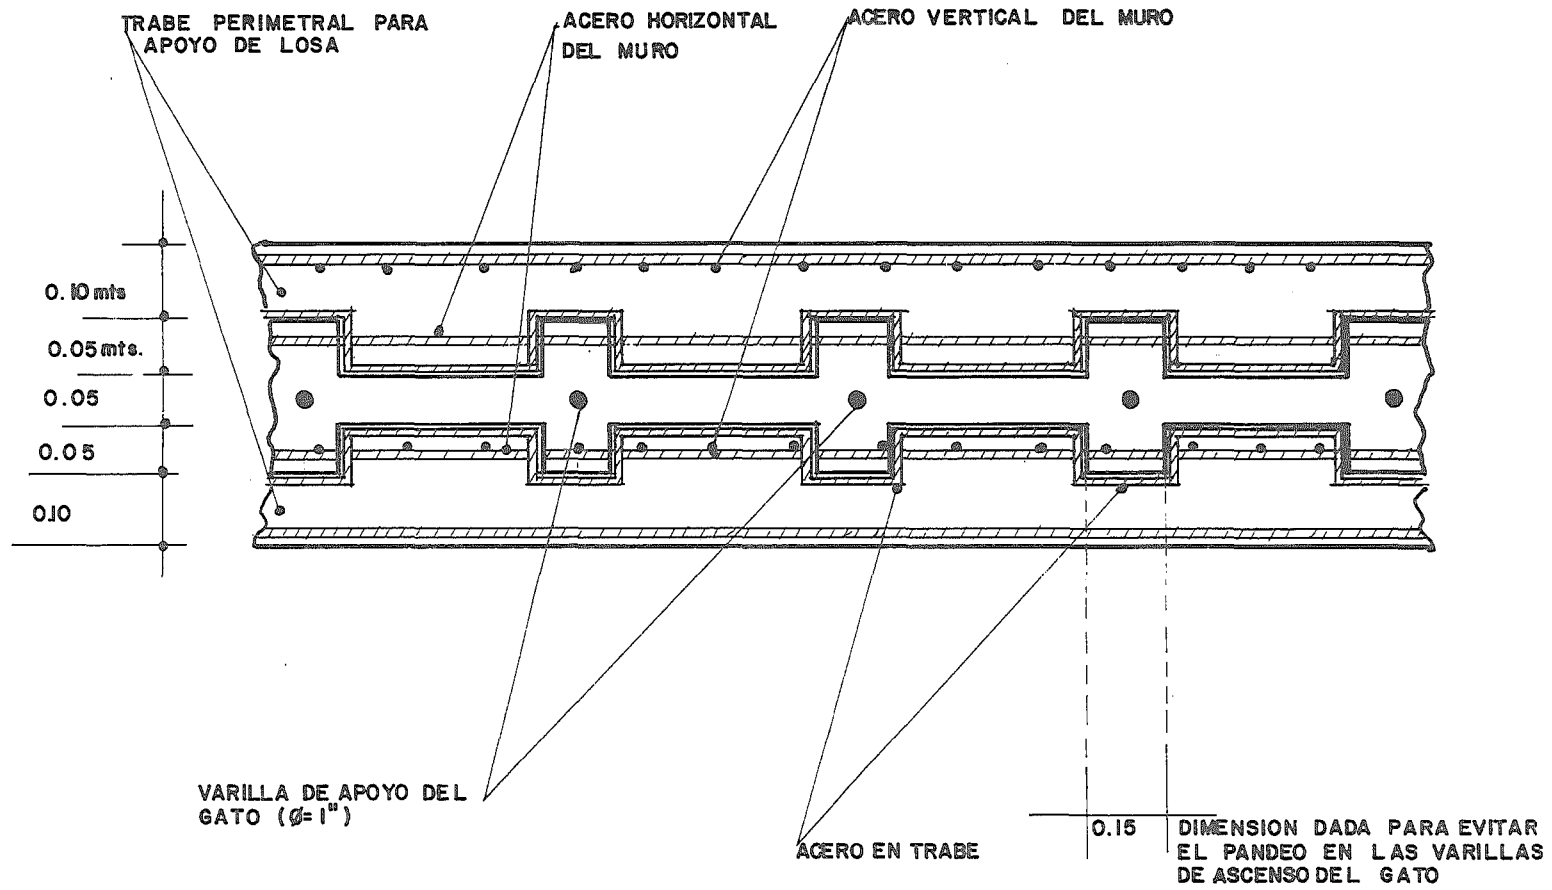 TRABE PERIMETRAL PARA
APOYO DE LOSA
ACERO HORIZONTAL
DEL MURO
ACERO VERTICAL DEL MURO
0.10 mts
0.05 mts.
0.05
0.05
0.10
VARILLA DE APOYO DEL
GATO (Ø=1")
ACERO EN TRABE
0.15
DIMENSION DADA PARA EVITAR
EL PANDEO EN LAS VARILLAS
DE ASCENSO DEL GATO